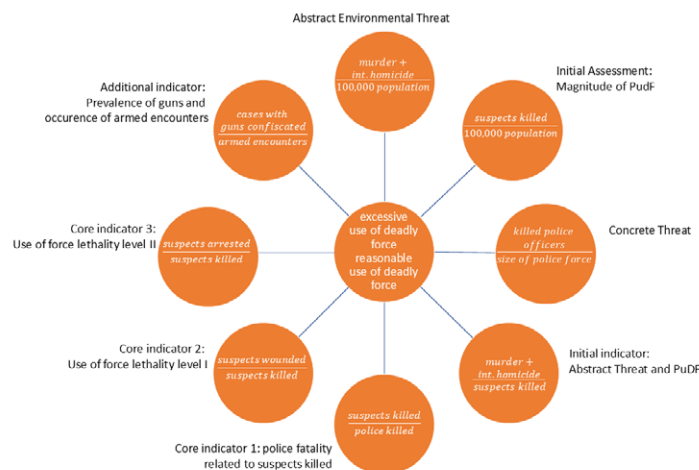 Abstract Environmental Threat
murder +
int. homicide
100,000 population
Initial Assessment:
Magnitude of PudF
suspects killed
100,000 population
Concrete Threat
killed police
officers
size of police force
Initial indicator:
Abstract Threat and PuDF
murder +
int. homicide
suspects killed
Core indicator 1: police fatality
related to suspects killed
suspects killed
police killed
Core indicator 2:
Use of force lethality level I
suspects wounded
suspects killed
Core indicator 3:
Use of force lethality level II
suspects arrested
suspects killed
Additional indicator:
Prevalence of guns and
occurence of armed encounters
cases with
guns confiscated
armed encounters
excessive
use of deadly
force
reasonable
use of deadly
force